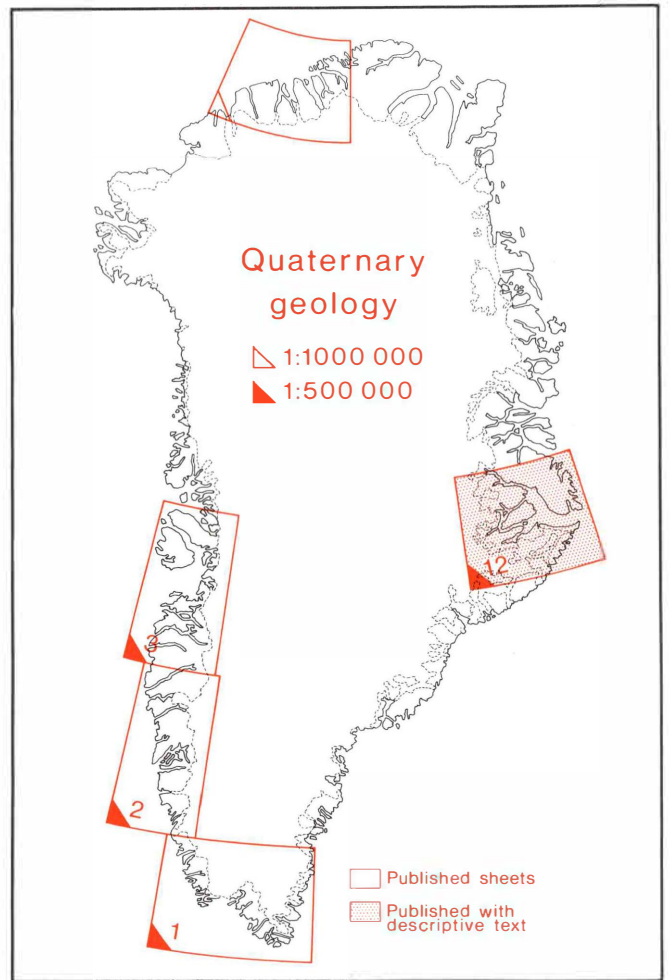 Quaternary
geology
1:1000 000
1:500 000
12
3
2
1
Published sheets
Published with
descriptive text